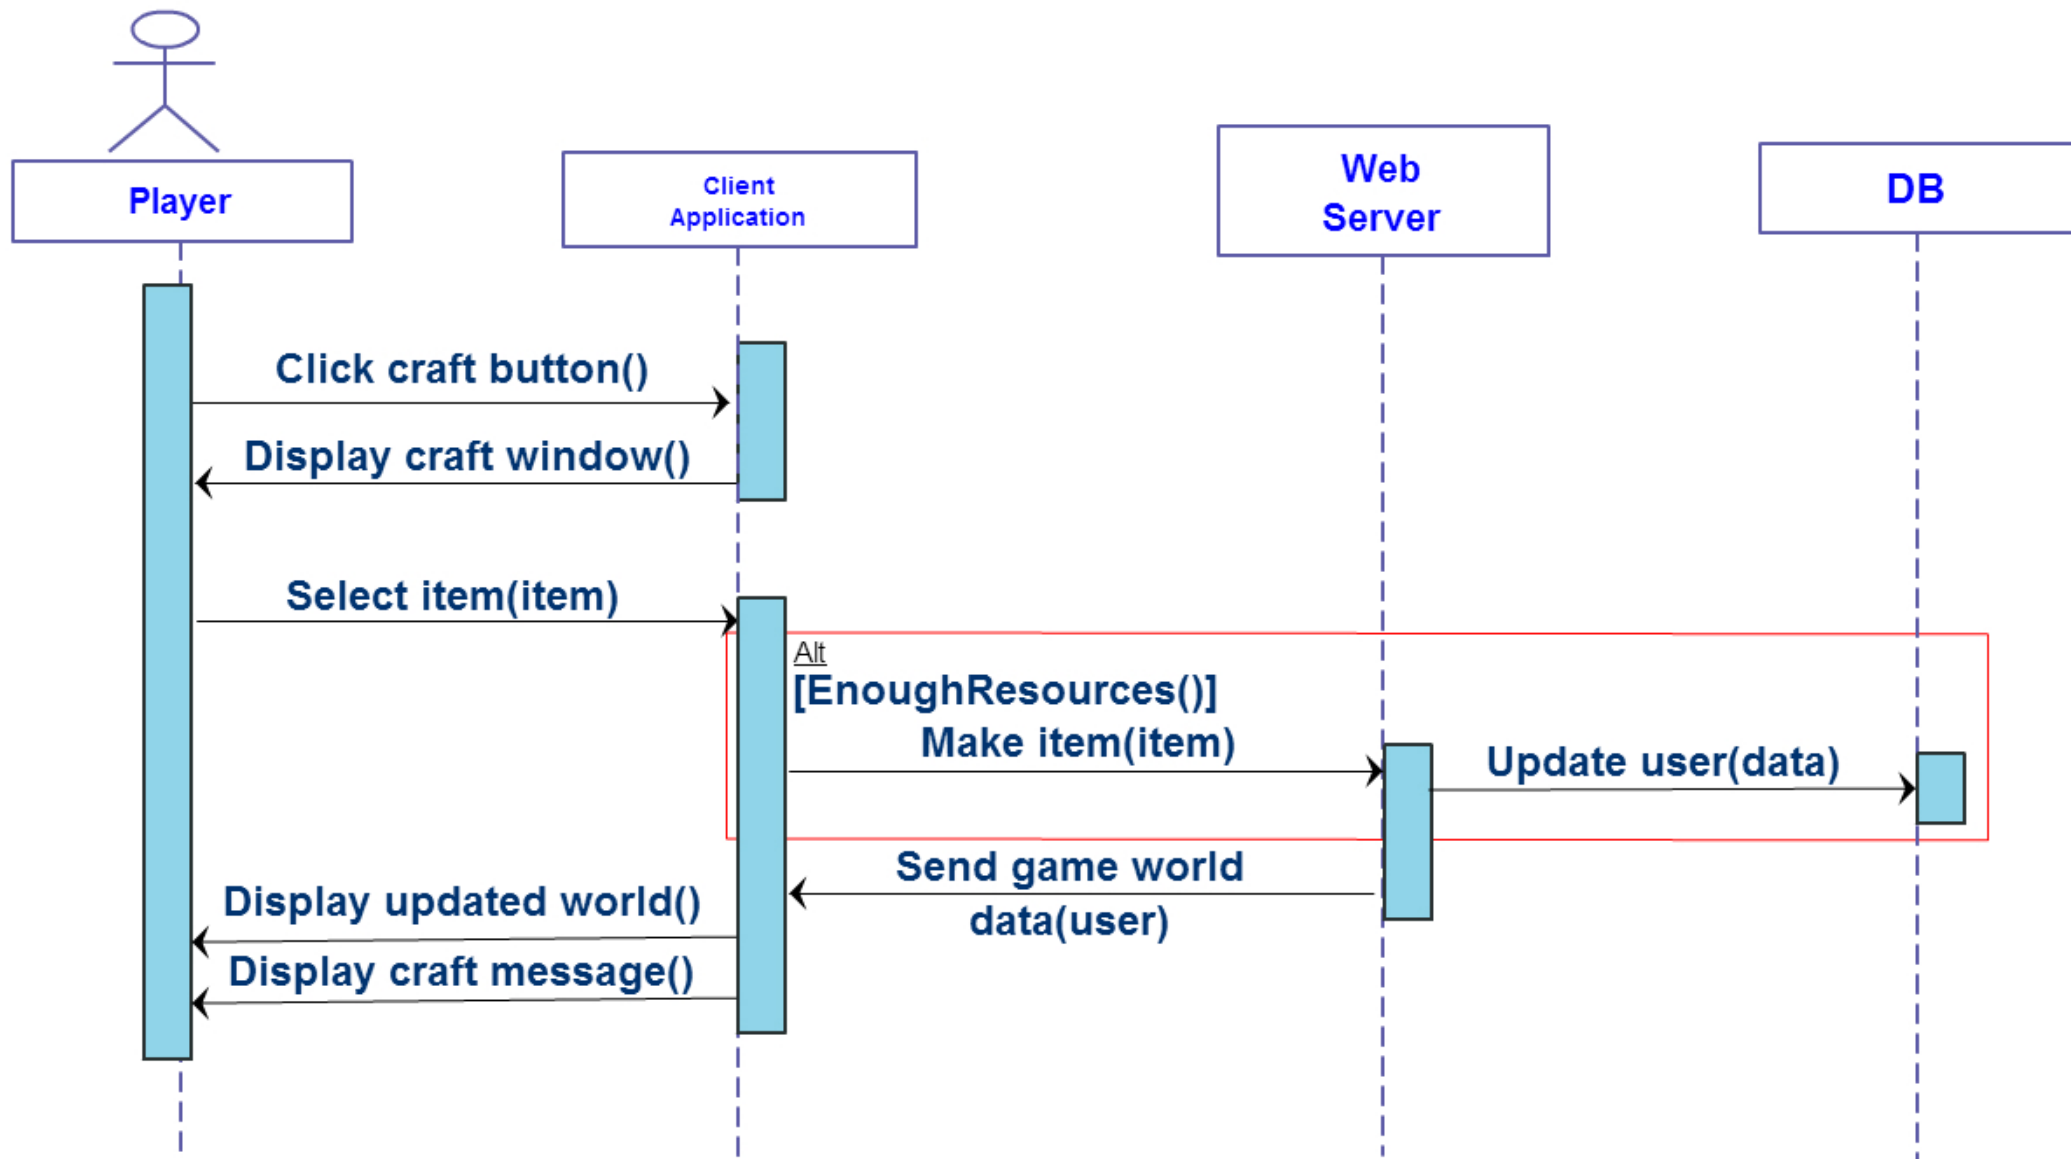 Player
Client
Application
Web
Server
DB
Click craft button()
Display craft window()
Select item(item)
Alt
[EnoughResources()]
Make item(item)
Update user(data)
Send game world
data(user)
Display updated world()
Display craft message()